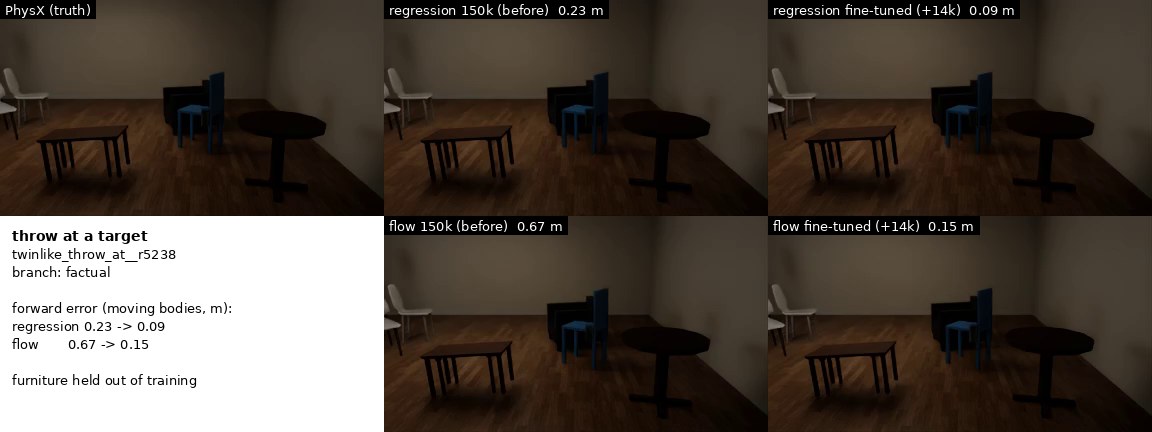 PhysX (truth)
regression 150k (before)  0.23 m
regression fine-tuned (+14k)  0.09 m
throw at a target
twinlike_throw_at__r5238
branch: factual
forward error (moving bodies, m):
regression 0.23 -> 0.09
flow       0.67 -> 0.15
furniture held out of training
flow 150k (before)  0.67 m
flow fine-tuned (+14k)  0.15 m